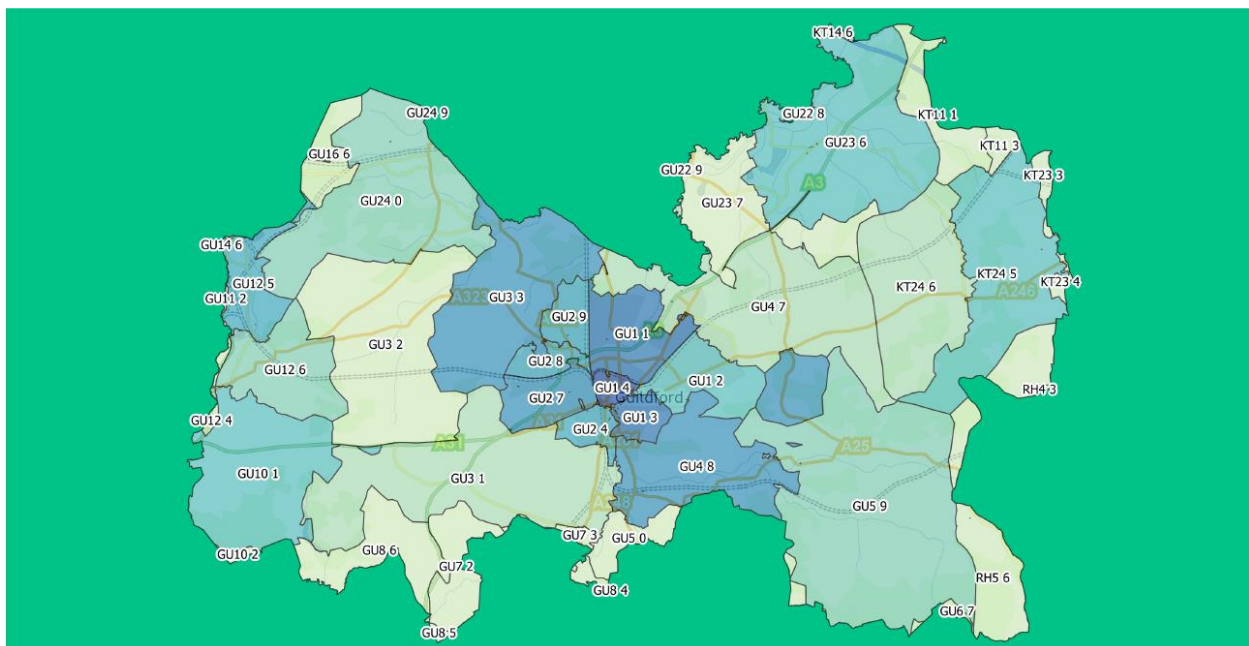 KT14 6
GU24 9
GU22 8
KT11 1
GU23 6
KT11 3
GU16 6
GU22 9
KT23 3
A3
GU24 0
GU23 7
GU14 6
GU12 5
KT24 5
KT23 4
GU11 2
A323
GU3 3
KT24 6
A246
GU4 7
GU2 9
GU1 1
GU3 2
GU2 8
GU12 6
GU1 4
GU1 2
RH4 3
GU2 7
Guildford
GU1 3
GU12 4
GU2 4
A31
A25
GU10 1
GU4 8
GU3 1
GU5 9
GU7 3
GU5 0
GU10 2
GU8 6
GU7 2
RH5 6
GU8 4
GU6 7
GU8 5